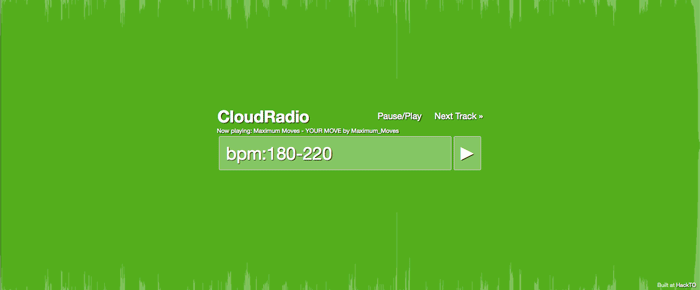 CloudRadio
Pause/Play
Next Track »
Now playing: Maximum Moves - YOUR MOVE by Maximum_Moves
bpm:180-220
Built at HackTO